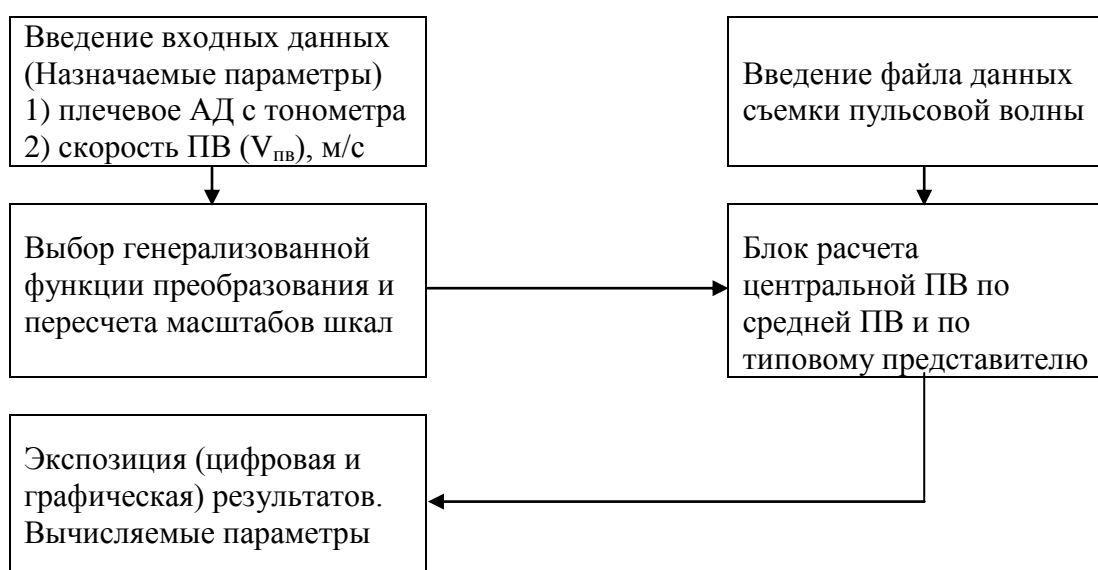 Введение входных данных
(Назначаемые параметры)
1) плечевое АД с тонометра
2) скорость ПВ (Vпв), м/с
Введение файла данных
съемки пульсовой волны
Выбор генерализованной
функции преобразования и
пересчета масштабов шкал
Блок расчета
центральной ПВ по
средней ПВ и по
типовому представителю
Экспозиция (цифровая и
графическая) результатов.
Вычисляемые параметры